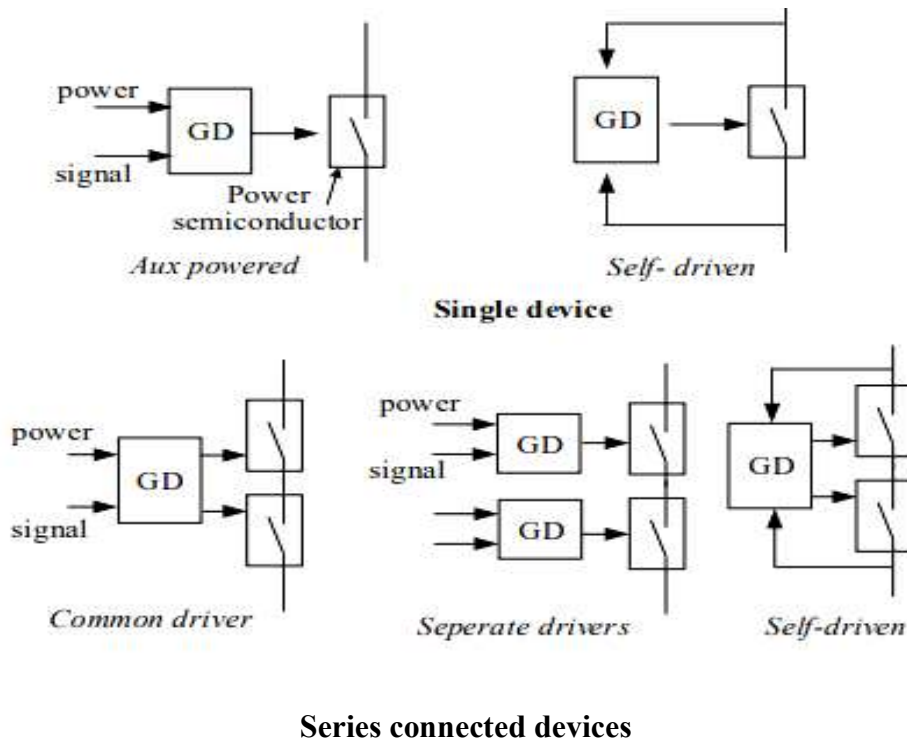 power
signal
GD
Power
semiconductor
Aux powered
GD
Self- driven
Single device
power
signal
GD
Common driver
power
signal
GD
GD
Seperate drivers
GD
Self-driven
Series connected devices